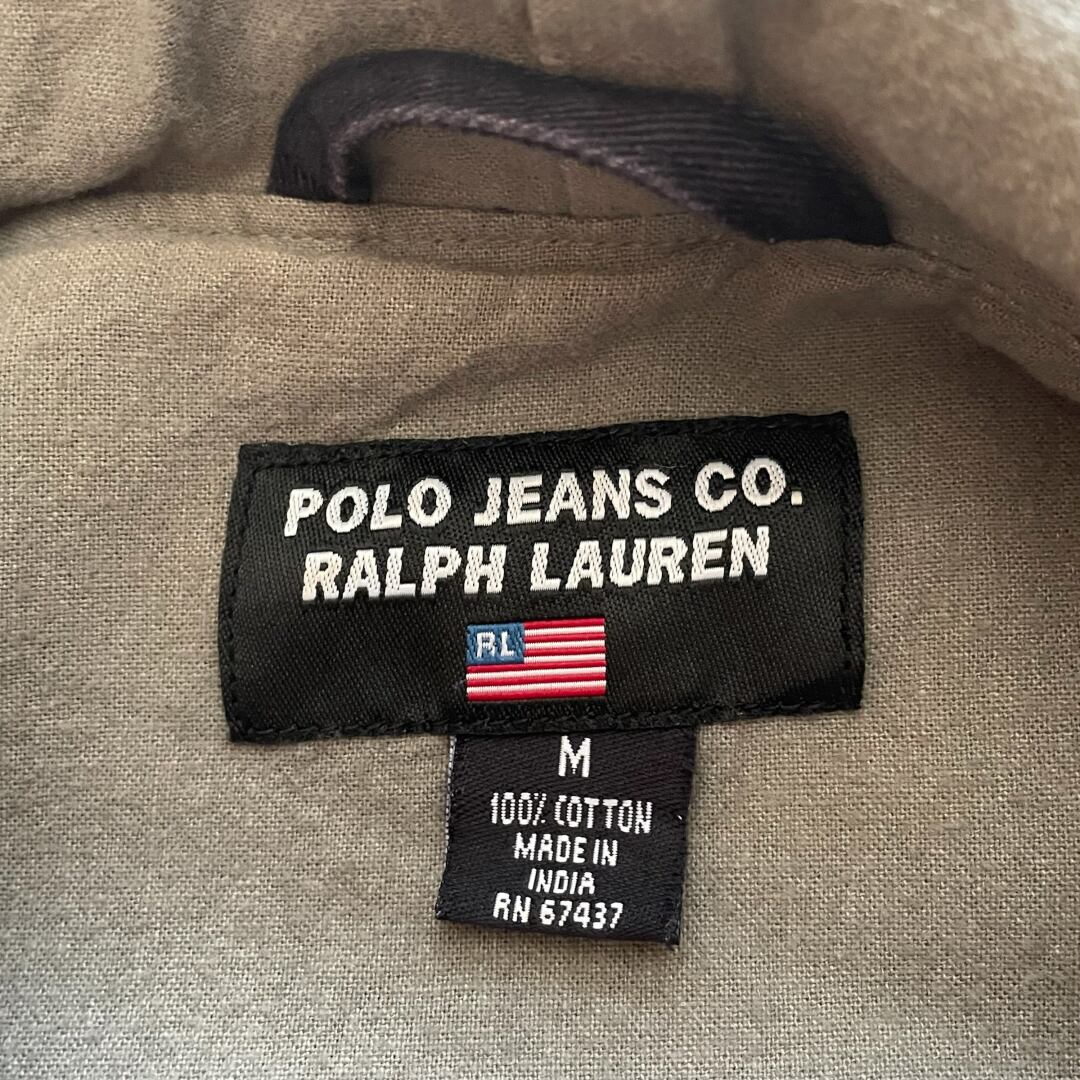 POLO JEANS CO.
RALPH LAUREN
RL
M
100% COTTON
MADE IN
INDIA
RN 67437